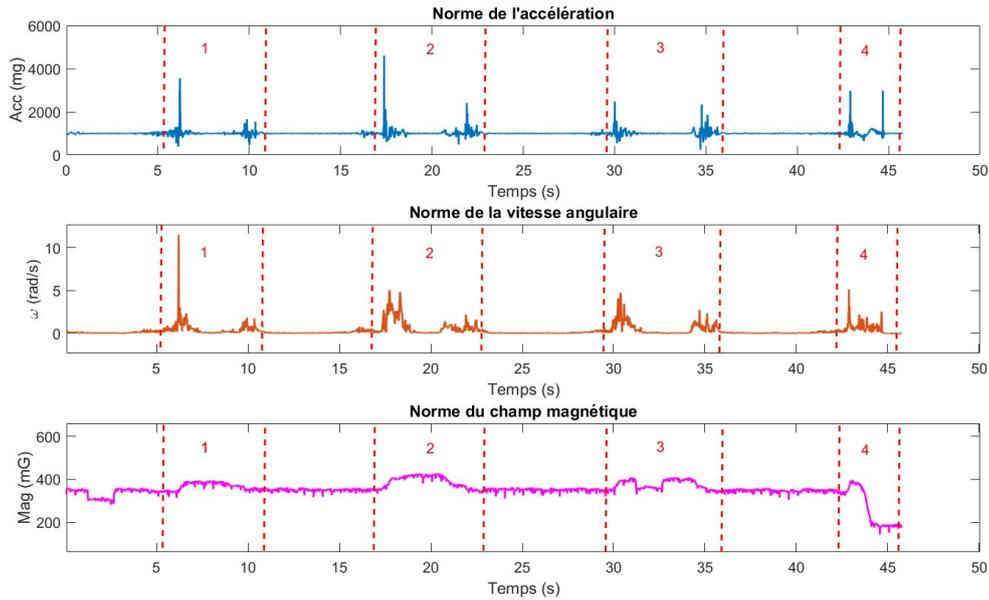 Norme de l'accélération
6000
4000
2000
0
Acc (mg)
1
2
3
4
0 5 10 15 20 25 30 35 40 45 50
Temps (s)
Norme de la vitesse angulaire
10
5
0
ω (rad/s)
1
2
3
4
5 10 15 20 25 30 35 40 45 50
Temps (s)
Norme du champ magnétique
600
400
200
Mag (mG)
1
2
3
4
5 10 15 20 25 30 35 40 45 50
Temps (s)